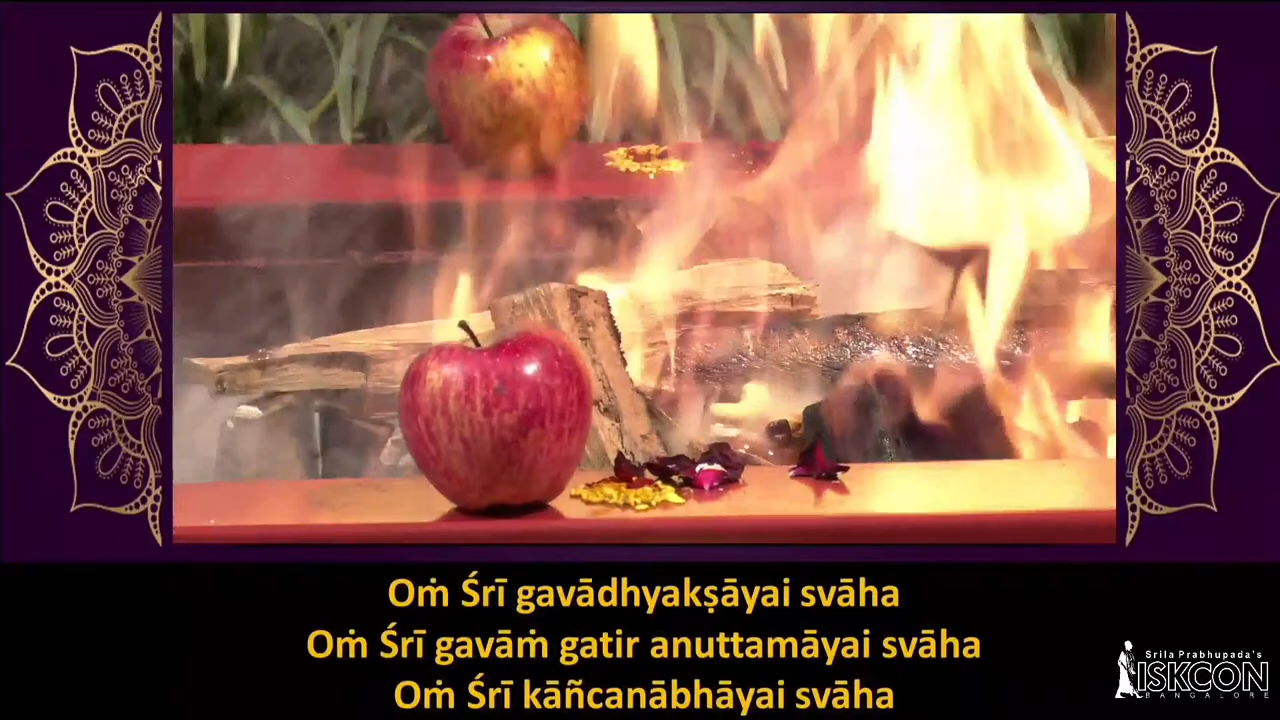 Oṁ Śrī gavādhyakṣāyai svāha
Oṁ Śrī gavāṁ gatir anuttamāyai svāha
Oṁ Śrī kāñcanābhāyai svāha
Srila Prabhupada's
ISKCON
BANGALORE